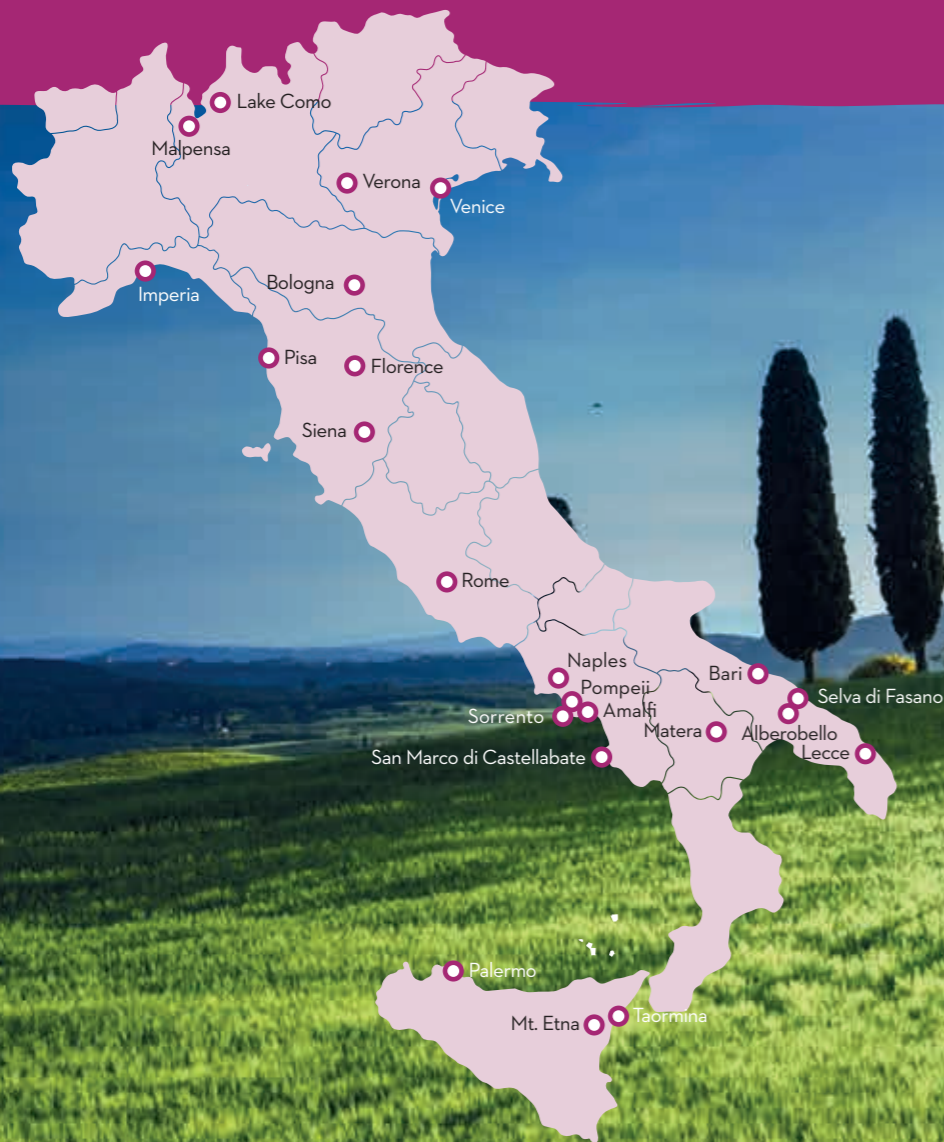 Lake Como
Malpensa
Verona
Venice
Bologna
Imperia
Pisa
Florence
Siena
Rome
Naples
Pompeii
Amalfi
Sorrento
Bari
Selva di Fasano
Matera
Alberobello
Lecce
San Marco di Castellabate
Palermo
Taormina
Mt. Etna